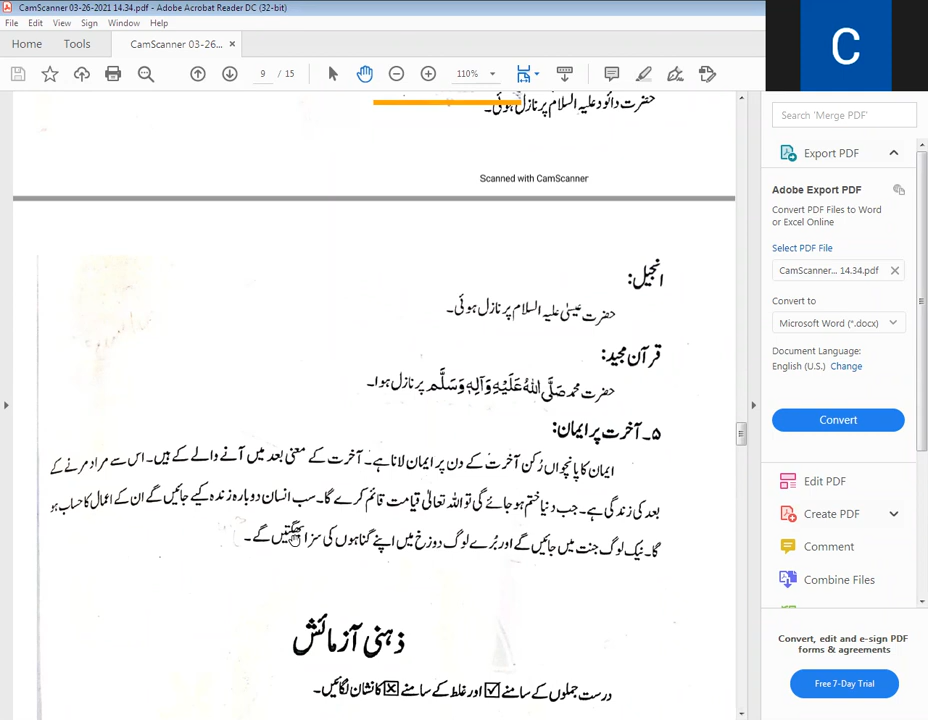 CamScanner 03-26-2021 14.34.pdf - Adobe Acrobat Reader DC (32-bit)
File Edit View Sign Window Help
Home Tools CamScanner 03-26... ×
9 / 15 110%
C
حضرت دائود علیہ السلام پر نازل ہوئی۔
Scanned with CamScanner
انجیل:
حضرت عیسیٰ علیہ السلام پر نازل ہوئی۔
قرآن مجید:
حضرت محمد صَلَّی اللہُ عَلَیْہِ وَآلِہٖ وَسَلَّم پر نازل ہوا۔
۵۔ آخرت پر ایمان:
ایمان کا پانچواں رُکن آخرت کے دن پر ایمان لانا ہے۔ آخرت کے معنی بعد میں آنے والے کے ہیں۔ اس سے مراد مرنے کے
بعد کی زندگی ہے۔ جب دنیا ختم ہو جائے گی تو اللہ تعالیٰ قیامت قائم کرے گا۔ سب انسان دوبارہ زندہ کیے جائیں گے ان کے اعمال کا حساب ہو
گا۔ نیک لوگ جنت میں جائیں گے اور بُرے لوگ دوزخ میں اپنے گناہوں کی سزا بھگتیں گے۔
ذہنی آزمائش
درست جملوں کے سامنے ☑ اور غلط کے سامنے ☒ کا نشان لگائیں۔
Search 'Merge PDF'
Export PDF
Adobe Export PDF
Convert PDF Files to Word
or Excel Online
Select PDF File
CamScanner... 14.34.pdf ×
Convert to
Microsoft Word (*.docx)
Document Language:
English (U.S.) Change
Convert
Edit PDF
Create PDF
Comment
Combine Files
Convert, edit and e-sign PDF
forms & agreements
Free 7-Day Trial